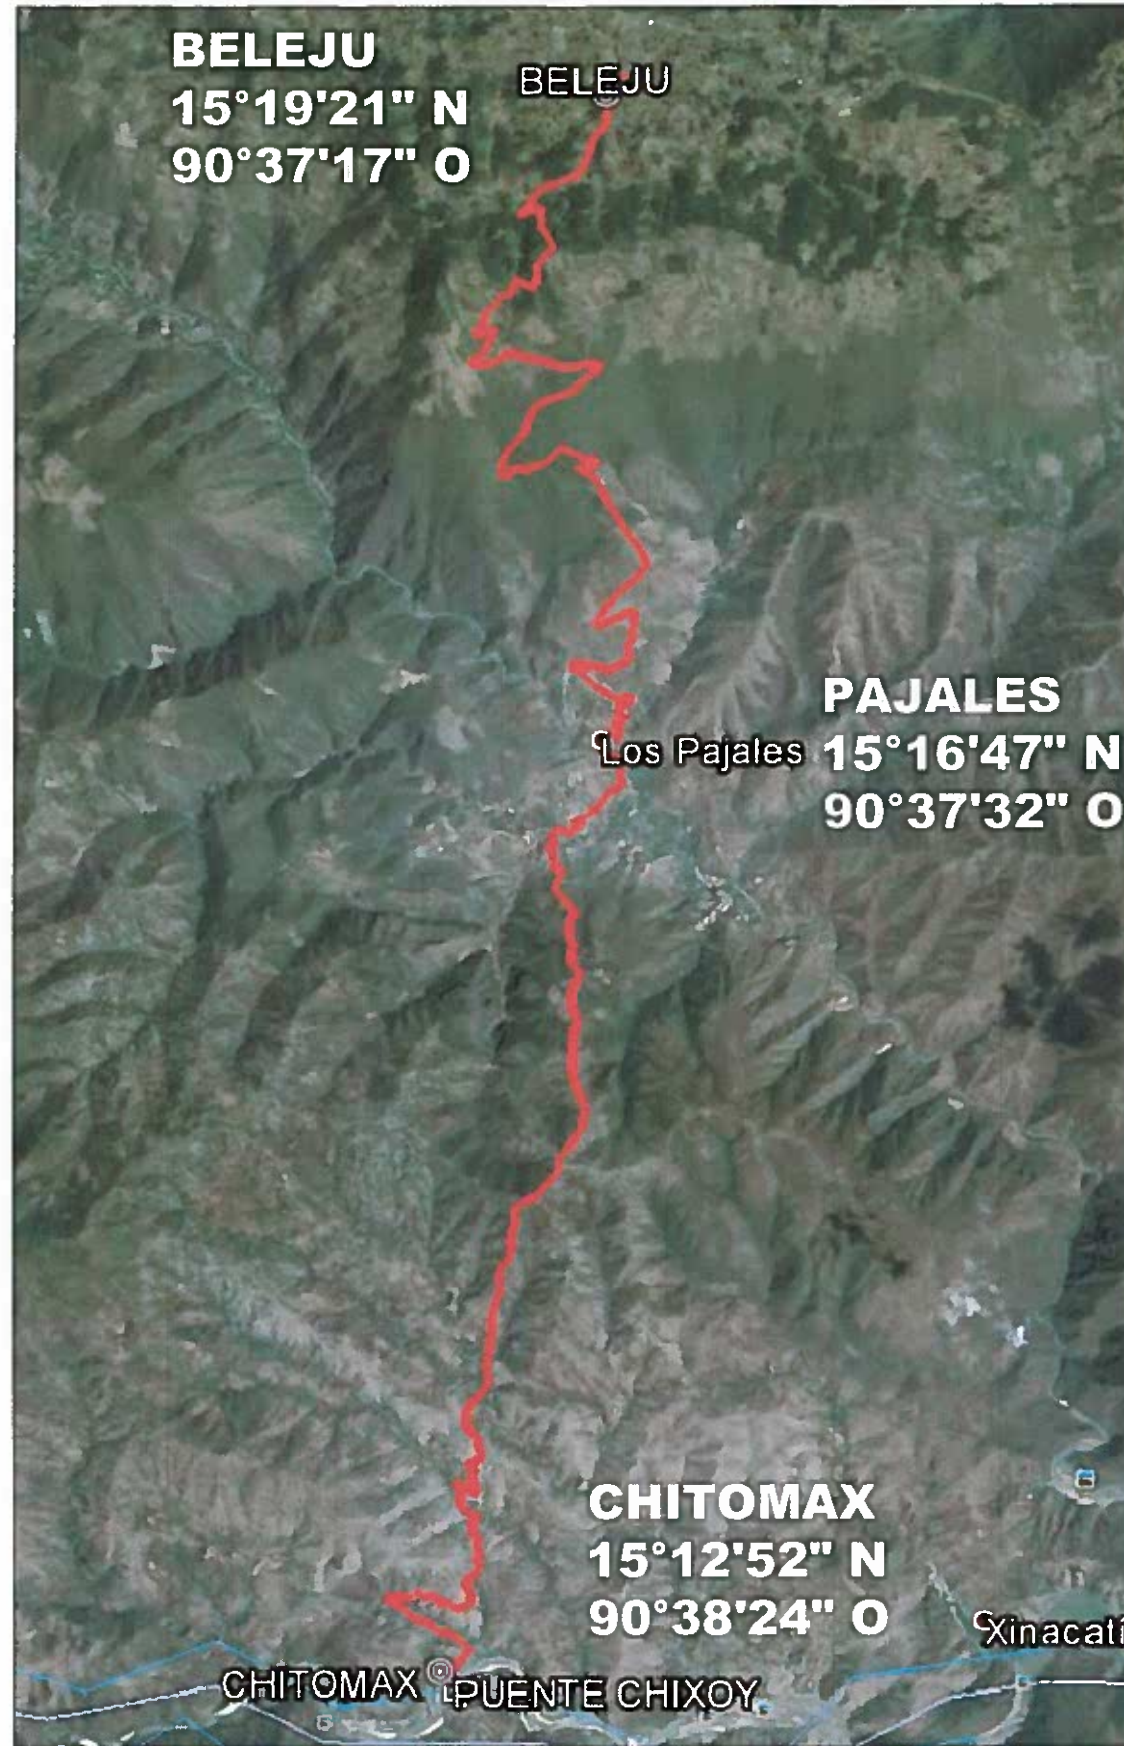 BELEJU
15°19'21" N
90°37'17" O
BELEJU
PAJALES
15°16'47" N
90°37'32" O
Los Pajales
CHITOMAX
15°12'52" N
90°38'24" O
Xinacatí
CHITOMAX
PUENTE CHIXOY